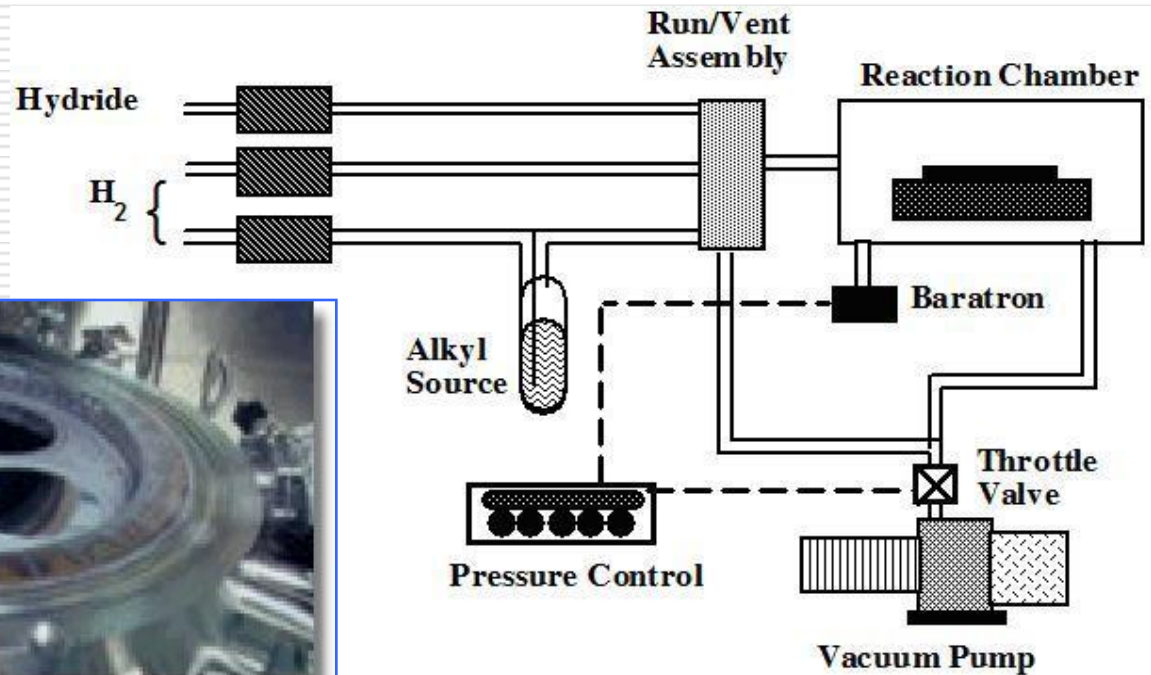 Run/Vent
Assembly
Reaction Chamber
Hydride
H2 {
Baratron
Alkyl
Source
Throttle
Valve
Pressure Control
Vacuum Pump